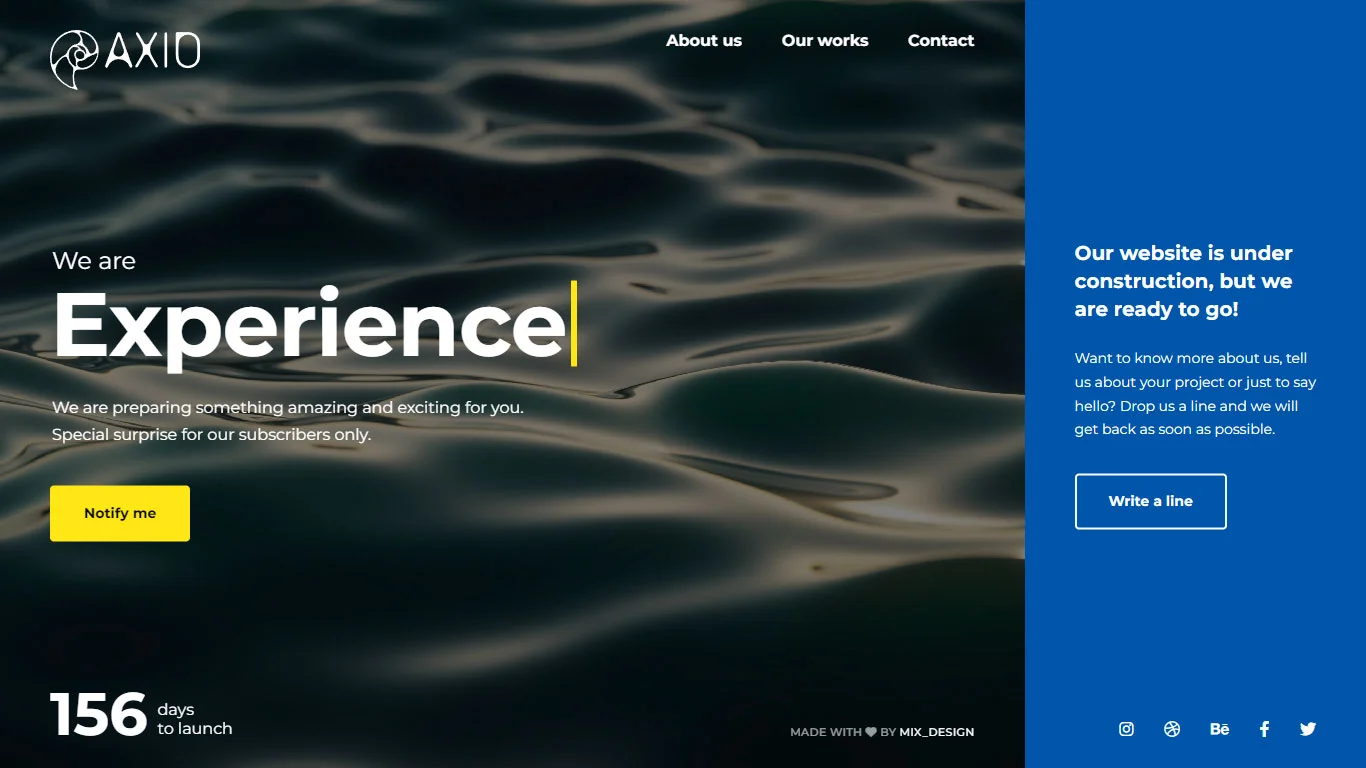 AXIO
About us
Our works
Contact
We are
Experience
We are preparing something amazing and exciting for you.
Special surprise for our subscribers only.
Notify me
156
days
to launch
MADE WITH BY MIX_DESIGN
Our website is under
construction, but we
are ready to go!
Want to know more about us, tell
us about your project or just to say
hello? Drop us a line and we will
get back as soon as possible.
Write a line
Bē